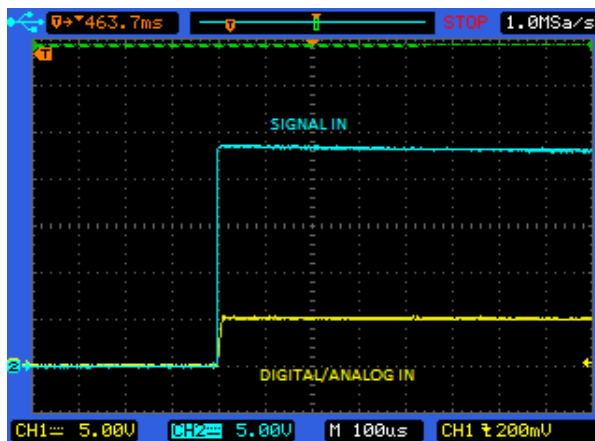 463.7ms STOP 1.0MSa/s
T
SIGNAL IN
2
DIGITAL/ANALOG IN
CH1 5.00V CH2 5.00V M 100us CH1 200mV